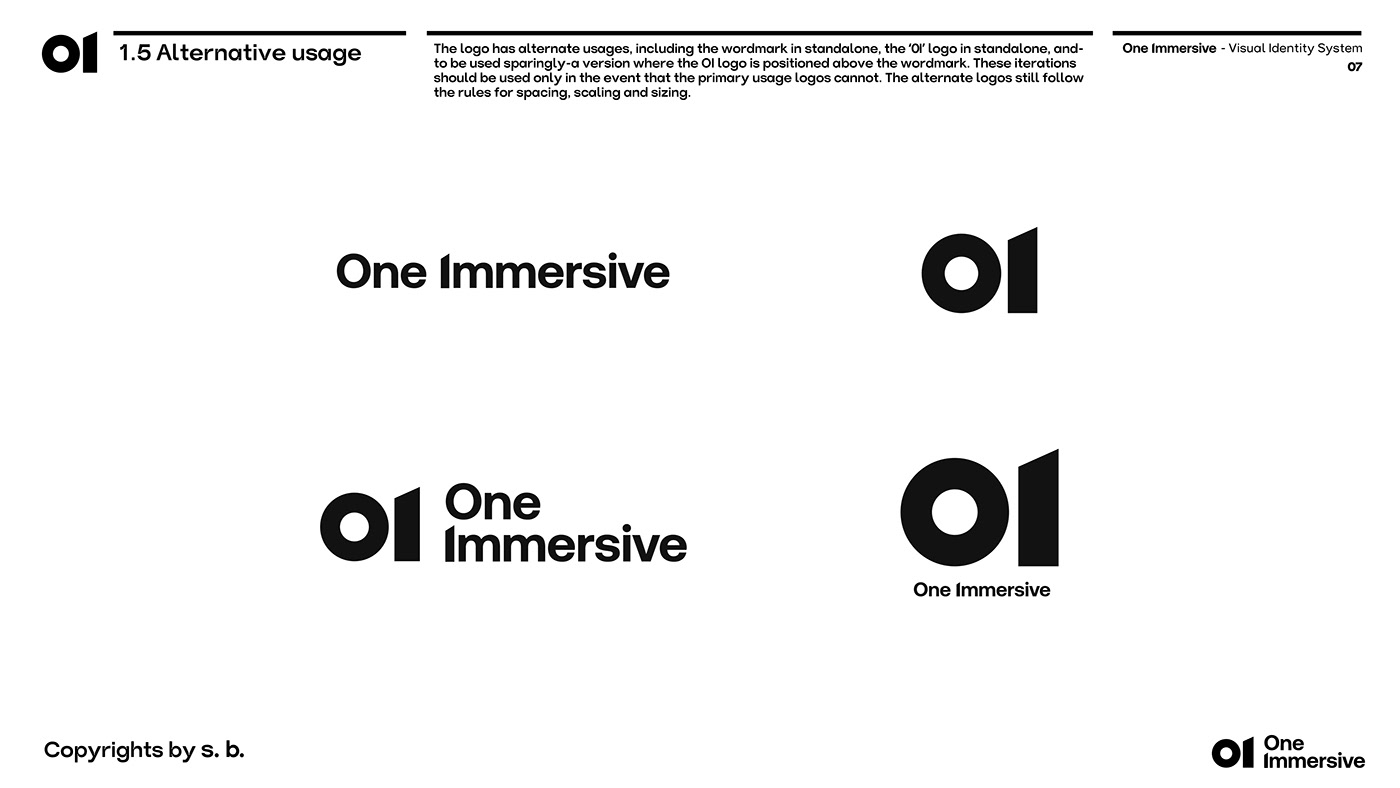 OI
1.5 Alternative usage
The logo has alternate usages, including the wordmark in standalone, the 'OI' logo in standalone, and-
to be used sparingly-a version where the OI logo is positioned above the wordmark. These iterations
should be used only in the event that the primary usage logos cannot. The alternate logos still follow
the rules for spacing, scaling and sizing.
One Immersive - Visual Identity System
07
One Immersive
OI
OI
One
Immersive
OI
One Immersive
Copyrights by s. b.
OI
One
Immersive